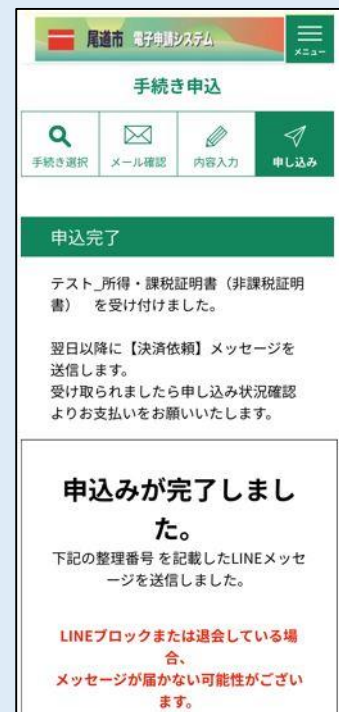 尾道市 電子申請システム
メニュー
手続き申込
手続き選択
メール確認
内容入力
申し込み
申込完了
テスト_所得・課税証明書（非課税証明
書） を受け付けました。
翌日以降に【決済依頼】メッセージを
送信します。
受け取られましたら申し込み状況確認
よりお支払いをお願いいたします。
申込みが完了しまし
た。
下記の整理番号 を記載したLINEメッセ
ージを送信しました。
LINEブロックまたは退会している場
合、
メッセージが届かない可能性がござい
ます。